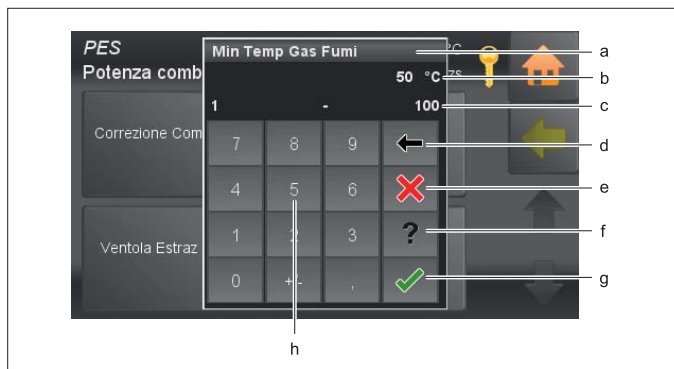 PES
Potenza comb
Min Temp Gas Fumi
°C
a
50 °C
zs
b
1 - 100
c
Correzione Com
7 8 9
d
4 5 6
e
1 2 3 ?
f
Ventola Estraz
0 +/- ,
g
h